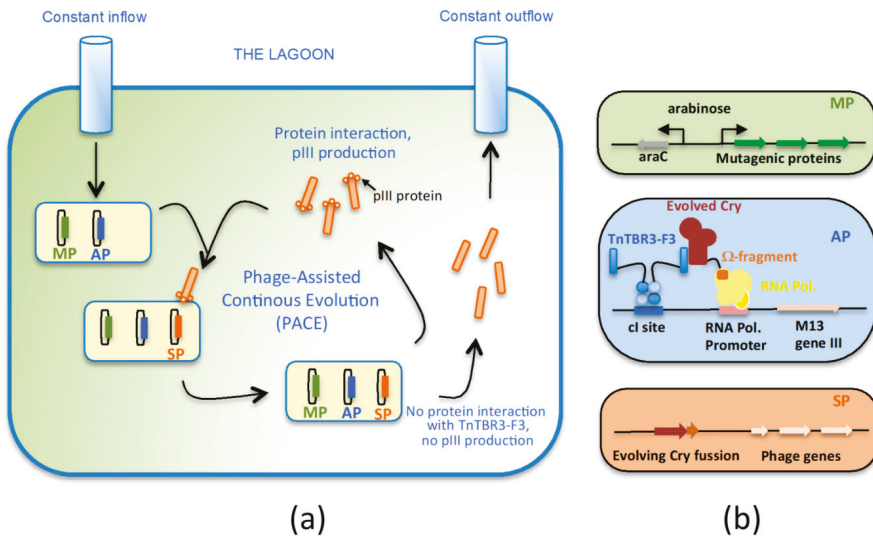 Constant inflow
Constant outflow
THE LAGOON
Protein interaction,
pIII production
pIII protein
MP AP
Phage-Assisted
Continous Evolution
(PACE)
SP
MP AP SP
No protein interaction
with TnTBR3-F3,
no pIII production
(a)
MP
arabinose
araC
Mutagenic proteins
Evolved Cry
AP
TnTBR3-F3
Ω-fragment
RNA Pol.
cI site
RNA Pol.
Promoter
M13
gene III
SP
Evolving Cry fussion
Phage genes
(b)